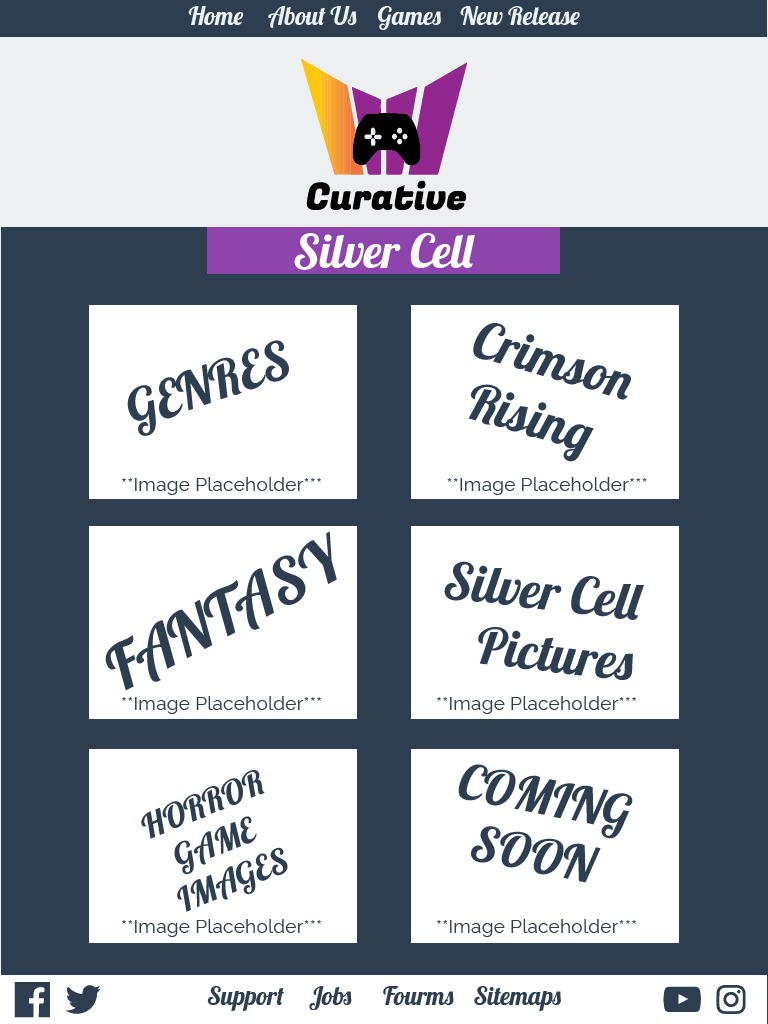 Home About Us Games New Release
Curative
Silver Cell
GENRES
**Image Placeholder***
Crimson
Rising
**Image Placeholder***
FANTASY
**Image Placeholder***
Silver Cell
Pictures
**Image Placeholder***
HORROR
GAME
IMAGES
**Image Placeholder***
COMING
SOON
**Image Placeholder***
Support Jobs Fourms Sitemaps